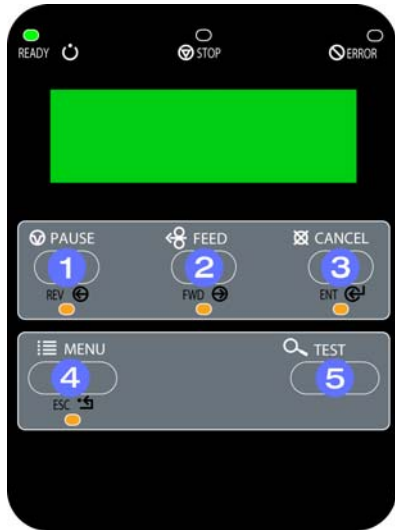 READY STOP ERROR
PAUSE FEED CANCEL
1 2 3
REV FWD ENT
MENU TEST
4 5
ESC